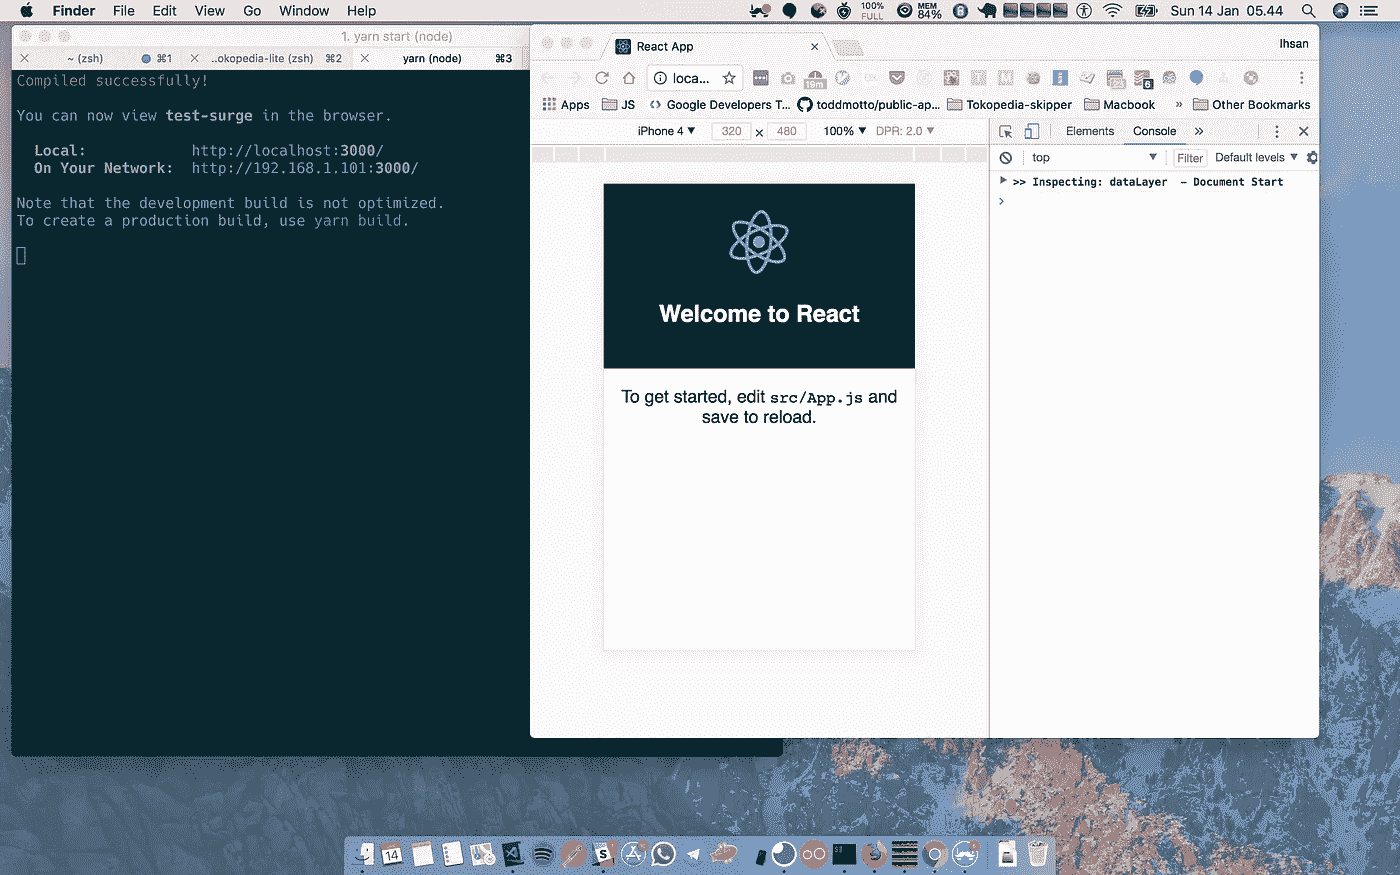 Finder File Edit View Go Window Help
100% FULL MEM 84% Sun 14 Jan 05.44
1. yarn start (node)
~ (zsh) ⌘1 ..okopedia-lite (zsh) ⌘2 yarn (node) ⌘3
Compiled successfully!
You can now view test-surge in the browser.
Local: http://localhost:3000/
On Your Network: http://192.168.1.101:3000/
Note that the development build is not optimized.
To create a production build, use yarn build.
React App
Ihsan
loca...
19m
6
Apps JS Google Developers T... toddmotto/public-ap... Tokopedia-skipper Macbook » Other Bookmarks
iPhone 4 ▼ 320 × 480 100% ▼ DPR: 2.0 ▼
Elements Console »
top ▼ Filter Default levels ▼
>> Inspecting: dataLayer – Document Start
>
Welcome to React
To get started, edit src/App.js and
save to reload.
14